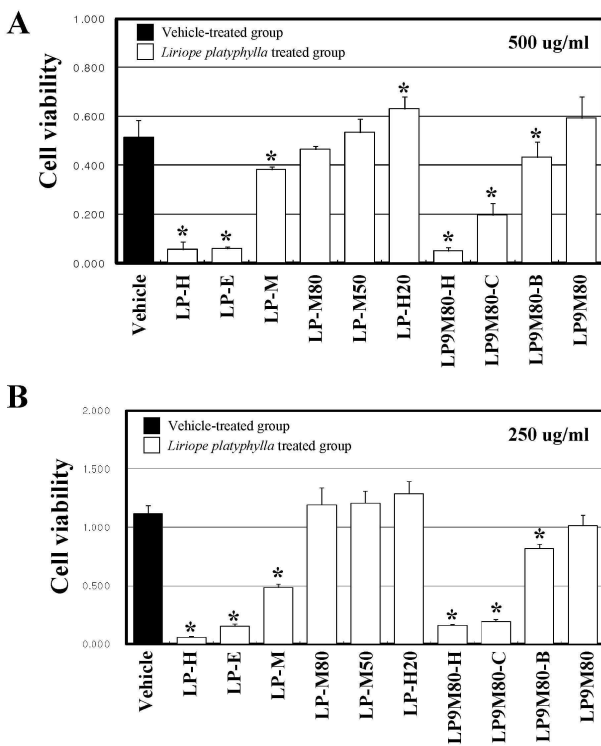 A
Vehicle-treated group
Liriope platyphylla treated group
500 ug/ml
Cell viability
1.000
0.800
0.600
0.400
0.200
0.000
*
*
*
*
*
*
*
Vehicle
LP-H
LP-E
LP-M
LP-M80
LP-M50
LP-H20
LP9M80-H
LP9M80-C
LP9M80-B
LP9M80
B
Vehicle-treated group
Liriope platyphylla treated group
250 ug/ml
Cell viability
2.000
1.500
1.000
0.500
0.000
*
*
*
*
*
*
Vehicle
LP-H
LP-E
LP-M
LP-M80
LP-M50
LP-H20
LP9M80-H
LP9M80-C
LP9M80-B
LP9M80